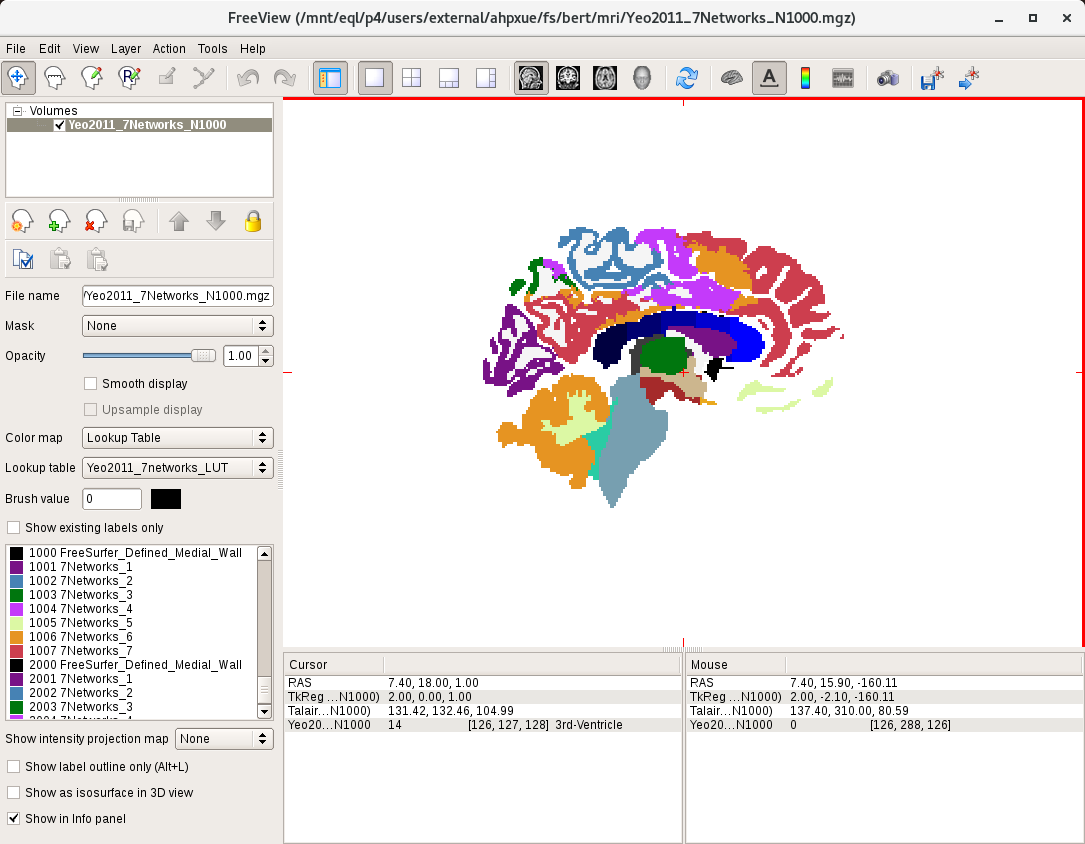 FreeView (/mnt/eql/p4/users/external/ahpxue/fs/bert/mri/Yeo2011_7Networks_N1000.mgz)
File Edit View Layer Action Tools Help
R
A
Volumes
Yeo2011_7Networks_N1000
File name /Yeo2011_7Networks_N1000.mgz
Mask None
Opacity 1.00
Smooth display
Upsample display
Color map Lookup Table
Lookup table Yeo2011_7networks_LUT
Brush value 0
Show existing labels only
1000 FreeSurfer_Defined_Medial_Wall
1001 7Networks_1
1002 7Networks_2
1003 7Networks_3
1004 7Networks_4
1005 7Networks_5
1006 7Networks_6
1007 7Networks_7
2000 FreeSurfer_Defined_Medial_Wall
2001 7Networks_1
2002 7Networks_2
2003 7Networks_3
2004 7Networks_4
Show intensity projection map None
Show label outline only (Alt+L)
Show as isosurface in 3D view
Show in Info panel
Cursor
RAS 7.40, 18.00, 1.00
TkReg ...N1000) 2.00, 0.00, 1.00
Talair...N1000) 131.42, 132.46, 104.99
Yeo20...N1000 14 [126, 127, 128] 3rd-Ventricle
Mouse
RAS 7.40, 15.90, -160.11
TkReg ...N1000) 2.00, -2.10, -160.11
Talair...N1000) 137.40, 310.00, 80.59
Yeo20...N1000 0 [126, 288, 126]